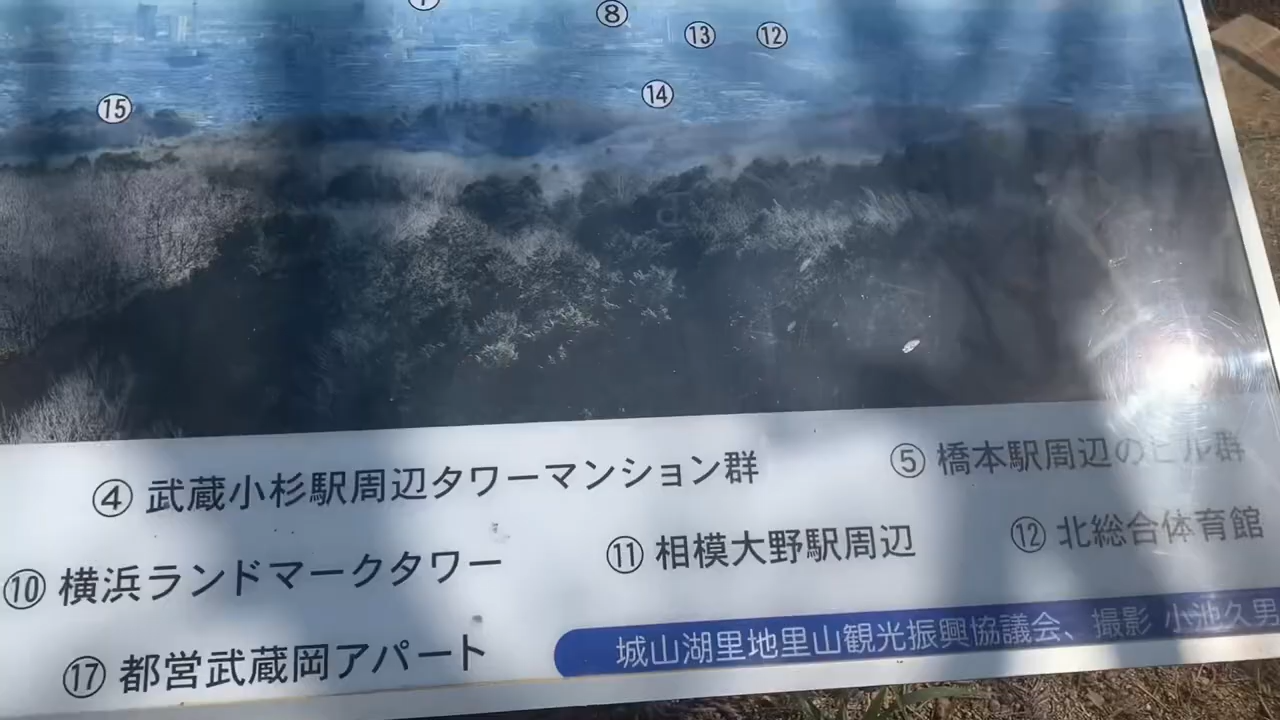 ⑧
⑬ ⑫
⑭
⑮
④ 武蔵小杉駅周辺タワーマンション群 ⑤ 橋本駅周辺のビル群
⑩ 横浜ランドマークタワー ⑪ 相模大野駅周辺 ⑫ 北総合体育館
⑰ 都営武蔵岡アパート
城山湖里地里山観光振興協議会、撮影 小池久男